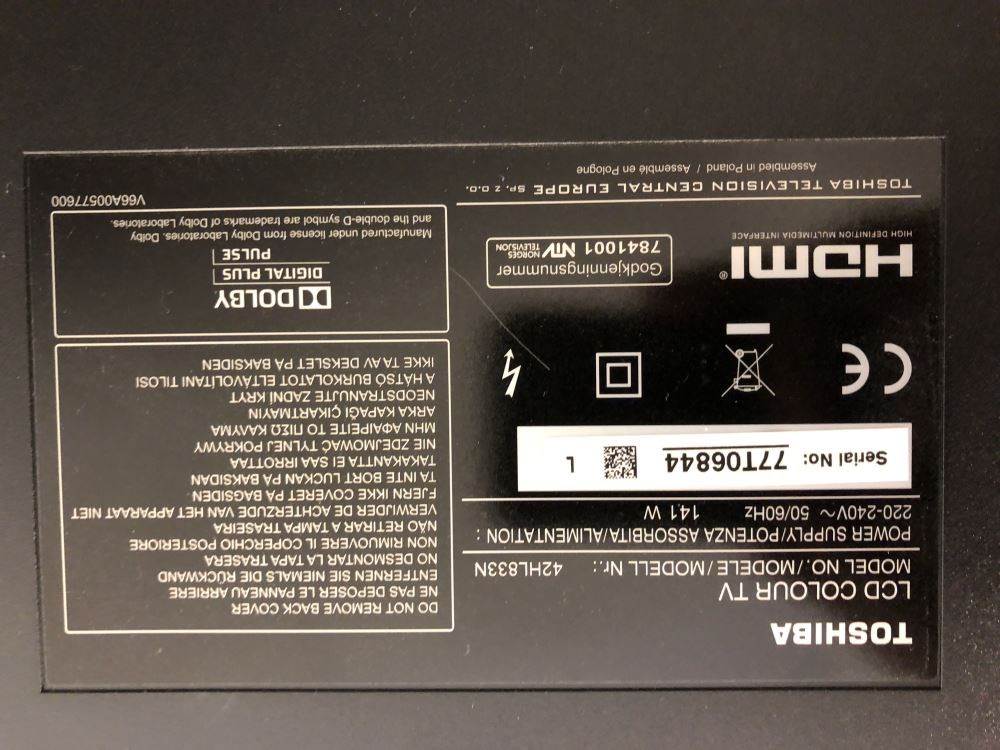 TOSHIBA
LCD COLOUR TV
MODEL NO./MODELE/MODELL Nr.: 42HL833N
POWER SUPPLY/POTENZA ASSORBITA/ALIMENTATION :
220-240V ~ 50/60Hz 141 W
Serial No: 77T06844 L
CE
HDMI®
HIGH DEFINITION MULTIMEDIA INTERFACE
Godkjenningsnummer
7841001 NTV NORGES TELEVISJON
TOSHIBA TELEVISION CENTRAL EUROPE SP. Z O.O.
Assembled in Poland / Assemblé en Pologne
DO NOT REMOVE BACK COVER
NE PAS DEPOSER LE PANNEAU ARRIERE
ENTFERNEN SIE NIEMALS DIE RÜCKWAND
NO DESMONTAR LA TAPA TRASERA
NON RIMUOVERE IL COPERCHIO POSTERIORE
NÃO RETIRAR A TAMPA TRASEIRA
VERWIJDER DE ACHTERZUDE VAN HET APPARAAT NIET
FJERN IKKE COVERET PÅ BAGSIDEN
TA INTE BORT LUCKAN PÅ BAKSIDAN
TAKAKANTTA EI SAA IRROTTAA
NIE ZDEJMOWAĆ TYLNEJ POKRYWY
ΜΗΝ ΑΦΑΙΡΕΙΤΕ ΤΟ ΠΙΣΩ ΚΑΛΥΜΑ
ARKA KAPAĞI ÇIKARTMAYIN
NEODSTRANUJTE ZADNÍ KRYT
A HÁTSÓ BURKOLATOT ELTÁVOLÍTANI TILOS!
IKKE TA AV DEKSLET PÅ BAKSIDEN
DOLBY
DIGITAL PLUS
PULSE
Manufactured under license from Dolby Laboratories. Dolby
and the double-D symbol are trademarks of Dolby Laboratories.
V66A00577600